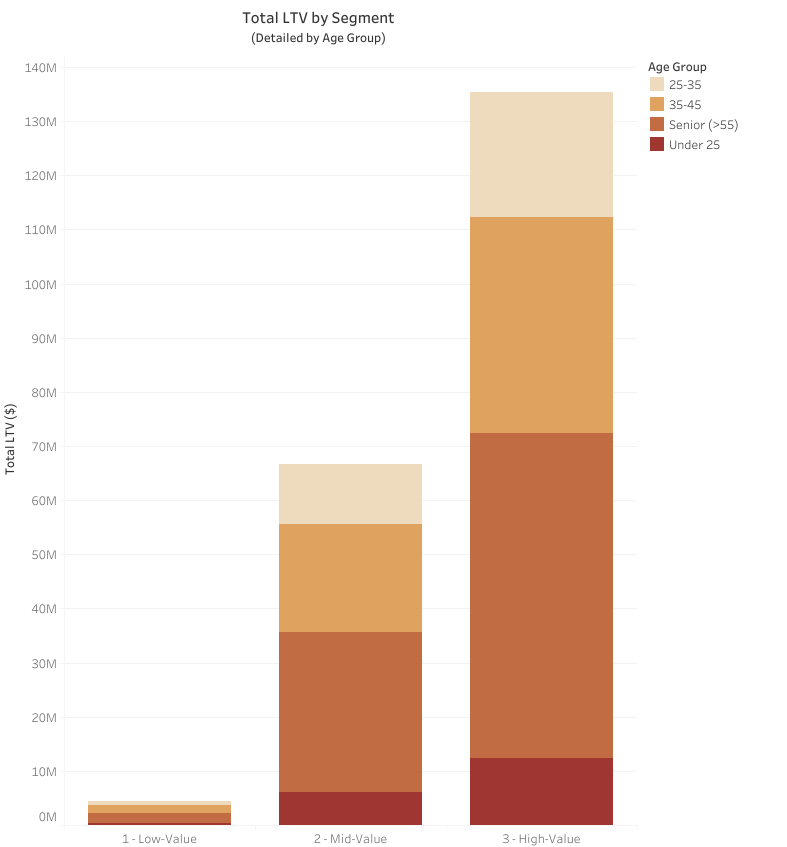 Total LTV by Segment
(Detailed by Age Group)
Age Group
25-35
35-45
Senior (>55)
Under 25
Total LTV ($)
140M
130M
120M
110M
100M
90M
80M
70M
60M
50M
40M
30M
20M
10M
0M
1 - Low-Value
2 - Mid-Value
3 - High-Value